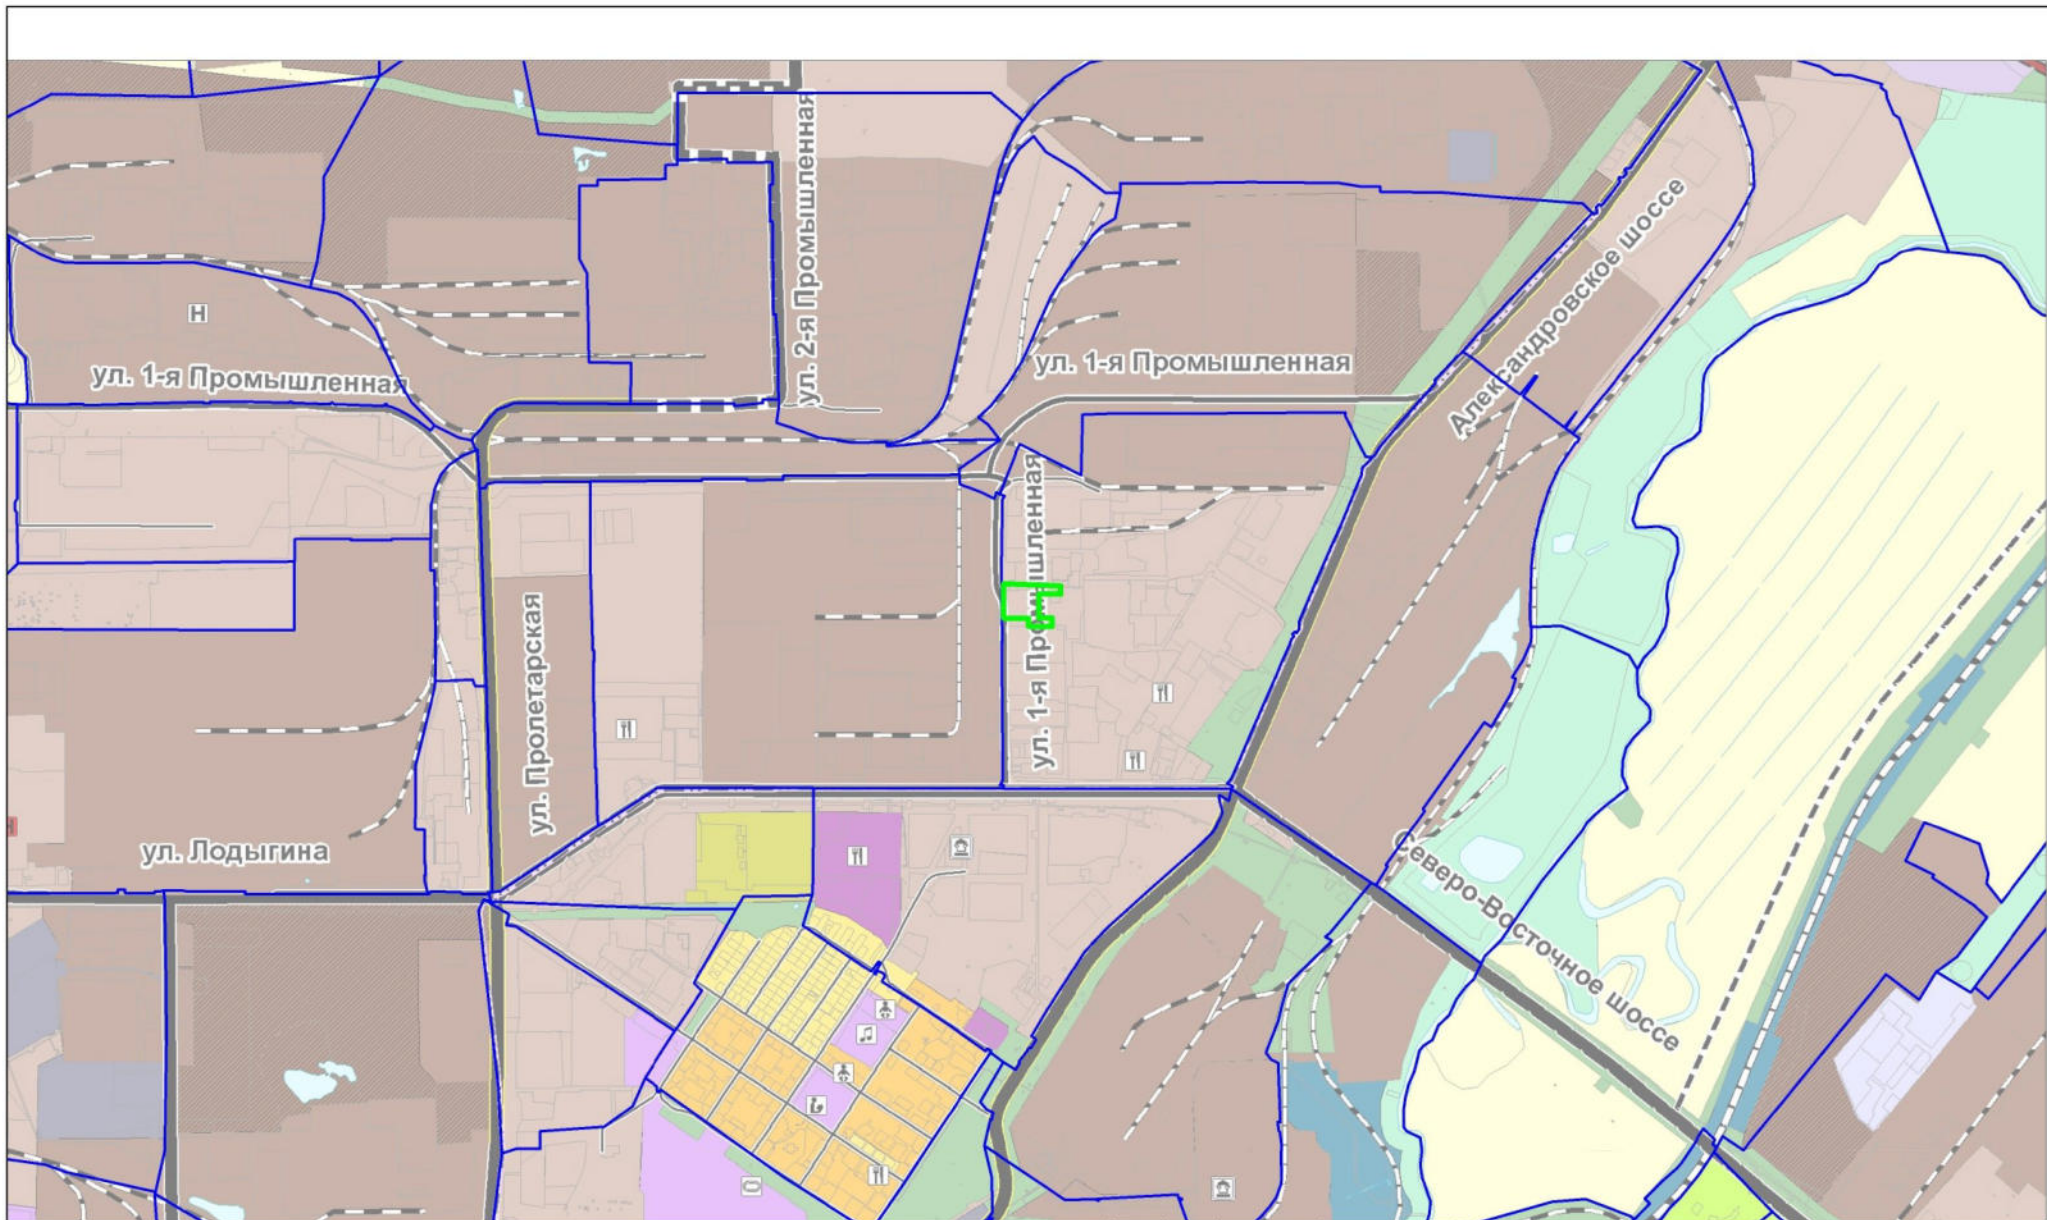 ул. 2-я Промышленная
Александровское шоссе
Н
ул. 1-я Промышленная
ул. 1-я Промышленная
ул. 1-я Промышленная
ул. Пролетарская
ул. Лодыгина
Северо-Восточное шоссе